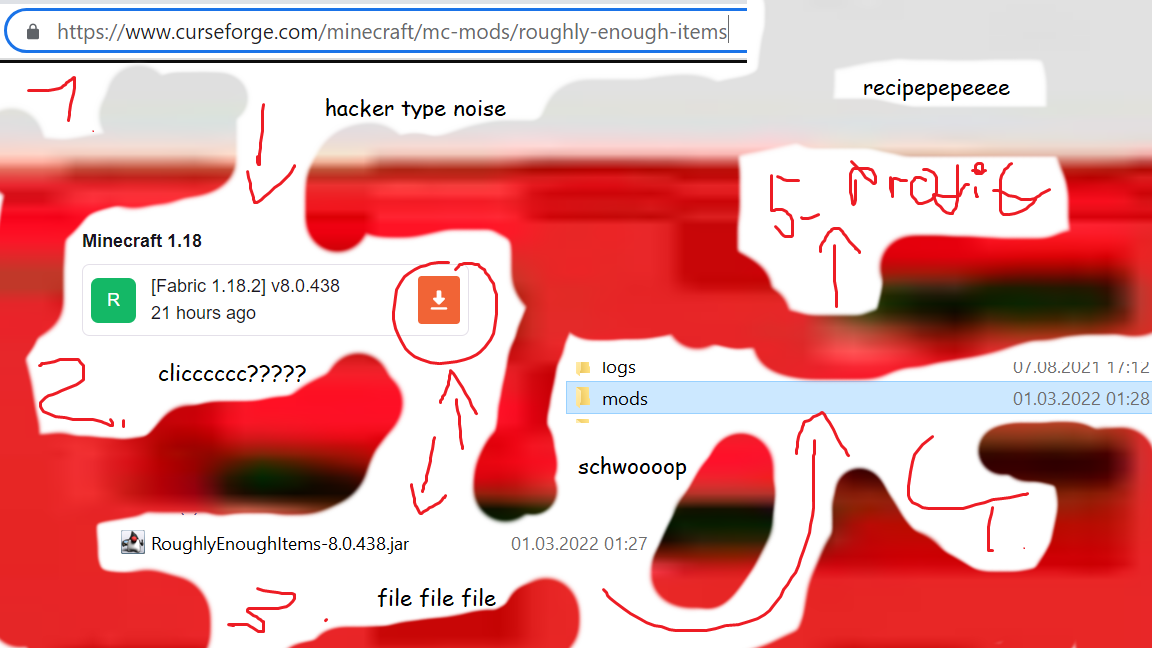 https://www.curseforge.com/minecraft/mc-mods/roughly-enough-items
1
hacker type noise
recipepepeeee
5- Profit
Minecraft 1.18
R
[Fabric 1.18.2] v8.0.438
21 hours ago
2.
clicccccc?????
logs 07.08.2021 17:12
mods 01.03.2022 01:28
schwoooop
4.
RoughlyEnoughItems-8.0.438.jar 01.03.2022 01:27
3.
file file file